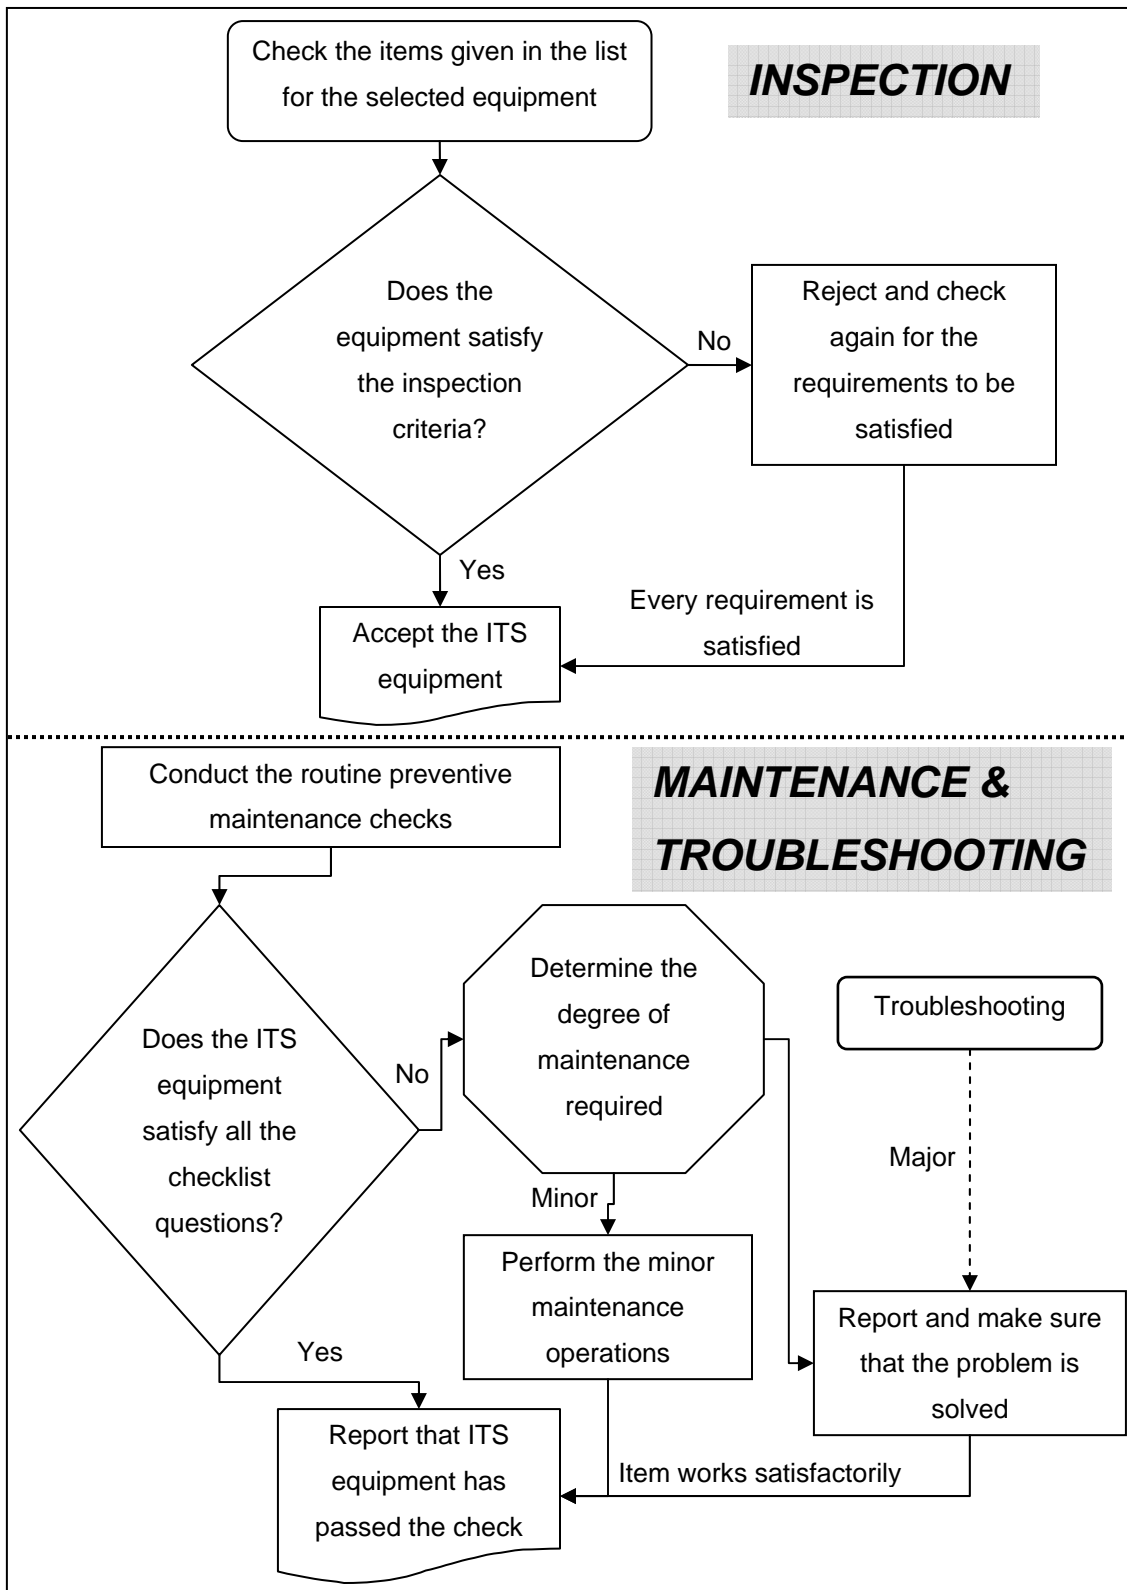 Check the items given in the list
for the selected equipment
INSPECTION
Does the
equipment satisfy
the inspection
criteria?
No
Reject and check
again for the
requirements to be
satisfied
Yes
Every requirement is
satisfied
Accept the ITS
equipment
Conduct the routine preventive
maintenance checks
MAINTENANCE &
TROUBLESHOOTING
Does the ITS
equipment
satisfy all the
checklist
questions?
No
Determine the
degree of
maintenance
required
Troubleshooting
Major
Minor
Perform the minor
maintenance
operations
Report and make sure
that the problem is
solved
Yes
Report that ITS
equipment has
passed the check
Item works satisfactorily